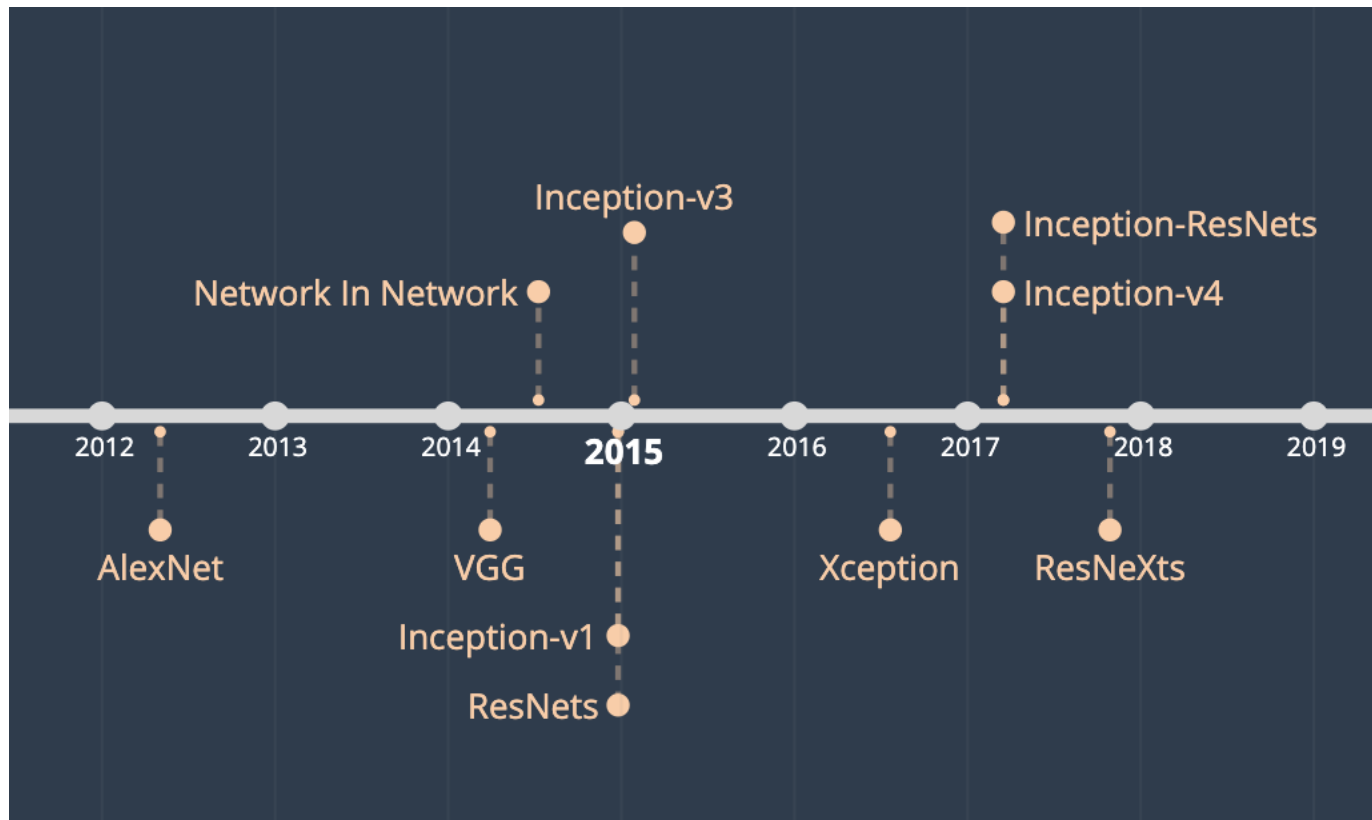 Inception-v3
Inception-ResNets
Network In Network
Inception-v4
2012
2013
2014
2015
2016
2017
2018
2019
AlexNet
VGG
Xception
ResNeXts
Inception-v1
ResNets